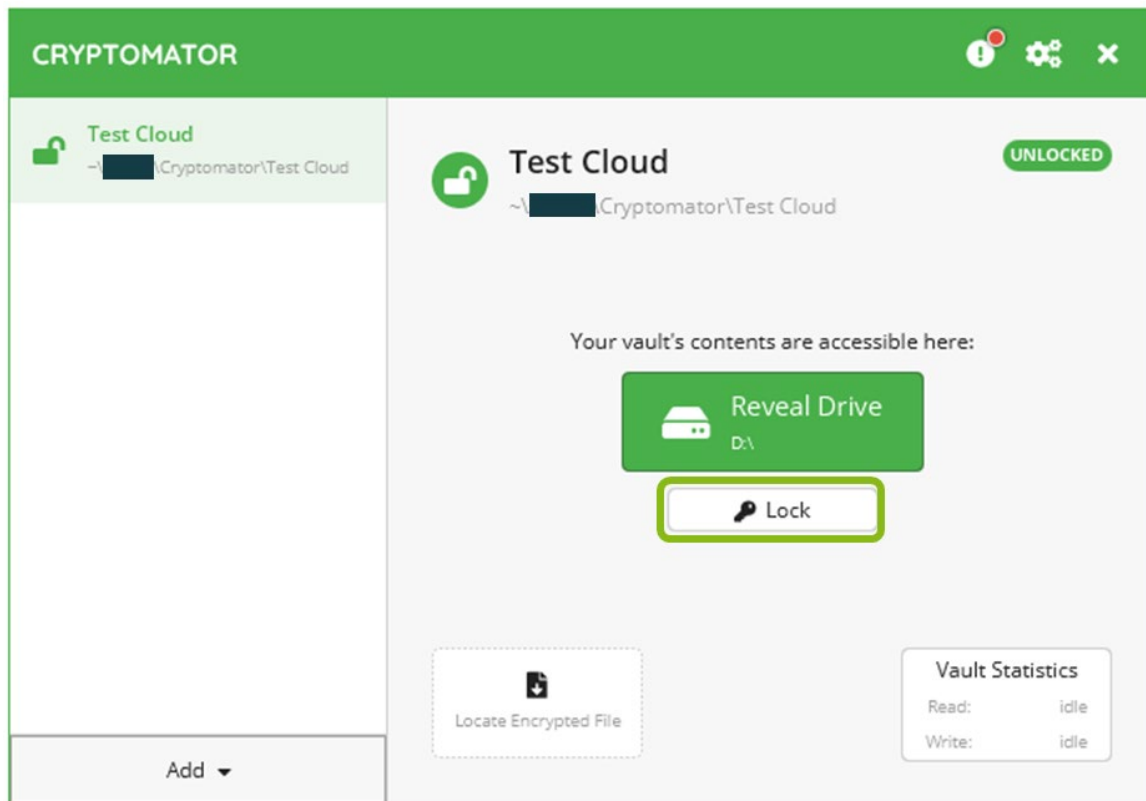 CRYPTOMATOR
Test Cloud
~\ \Cryptomator\Test Cloud
Test Cloud
~\ \Cryptomator\Test Cloud
UNLOCKED
Your vault's contents are accessible here:
Reveal Drive
D:\
Lock
Locate Encrypted File
Vault Statistics
Read: idle
Write: idle
Add